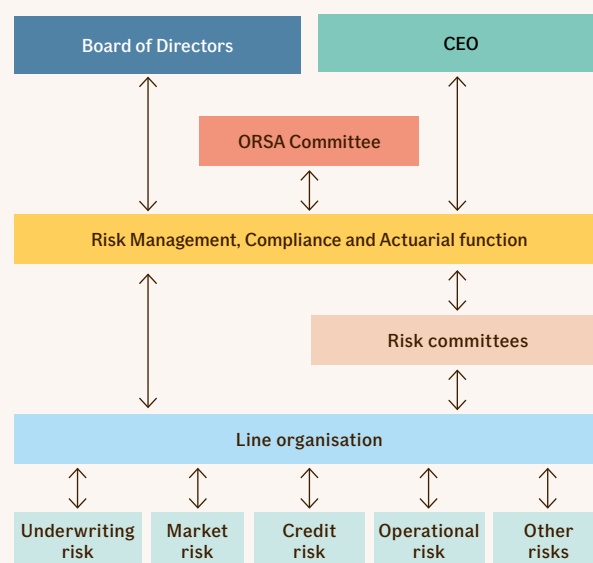 Board of Directors
CEO
ORSA Committee
Risk Management, Compliance and Actuarial function
Risk committees
Line organisation
Underwriting
risk
Market
risk
Credit
risk
Operational
risk
Other
risks